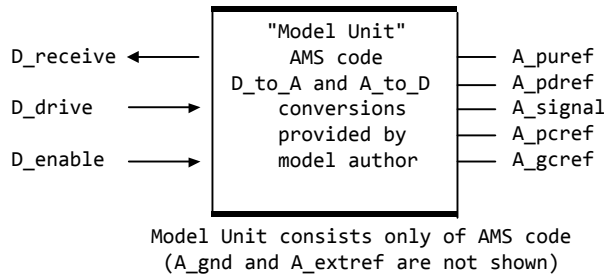 "Model Unit"
D_receive AMS code A_puref
D_to_A and A_to_D A_pdref
D_drive conversions A_signal
provided by A_pcref
D_enable model author A_gcref
Model Unit consists only of AMS code
(A_gnd and A_extref are not shown)